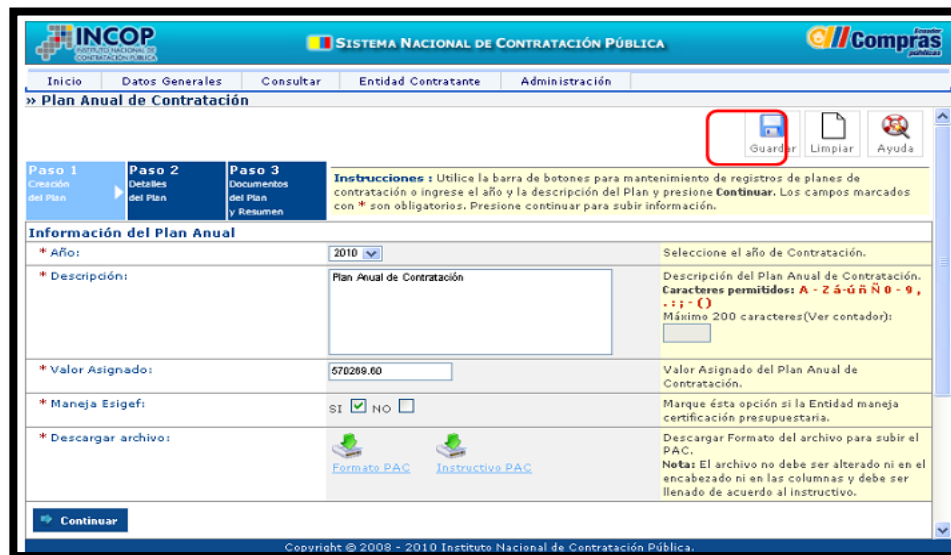 INCOP
INSTITUTO NACIONAL DE
CONTRATACIÓN PÚBLICA
SISTEMA NACIONAL DE CONTRATACIÓN PÚBLICA
Ecuador
Compras
públicas
Inicio Datos Generales Consultar Entidad Contratante Administración
» Plan Anual de Contratación
Guardar Limpiar Ayuda
Paso 1
Creación
del Plan
Paso 2
Detalles
del Plan
Paso 3
Documentos
del Plan
y Resumen
Instrucciones : Utilice la barra de botones para mantenimiento de registros de planes de
contratación o ingrese el año y la descripción del Plan y presione Continuar. Los campos marcados
con * son obligatorios. Presione continuar para subir información.
Información del Plan Anual
* Año:
2010
Seleccione el año de Contratación.
* Descripción:
Plan Anual de Contratación
Descripción del Plan Anual de Contratación.
Caracteres permitidos: A - Z á-ú ñ Ñ 0 - 9 ,
. : ; - ( )
Máximo 200 caracteres(Ver contador):
* Valor Asignado:
570269.60
Valor Asignado del Plan Anual de
Contratación.
* Maneja Esigef:
SI NO
Marque ésta opción si la Entidad maneja
certificación presupuestaria.
* Descargar archivo:
Formato PAC Instructivo PAC
Descargar Formato del archivo para subir el
PAC.
Nota: El archivo no debe ser alterado ni en el
encabezado ni en las columnas y debe ser
llenado de acuerdo al instructivo.
Continuar
Copyright © 2008 - 2010 Instituto Nacional de Contratación Pública.